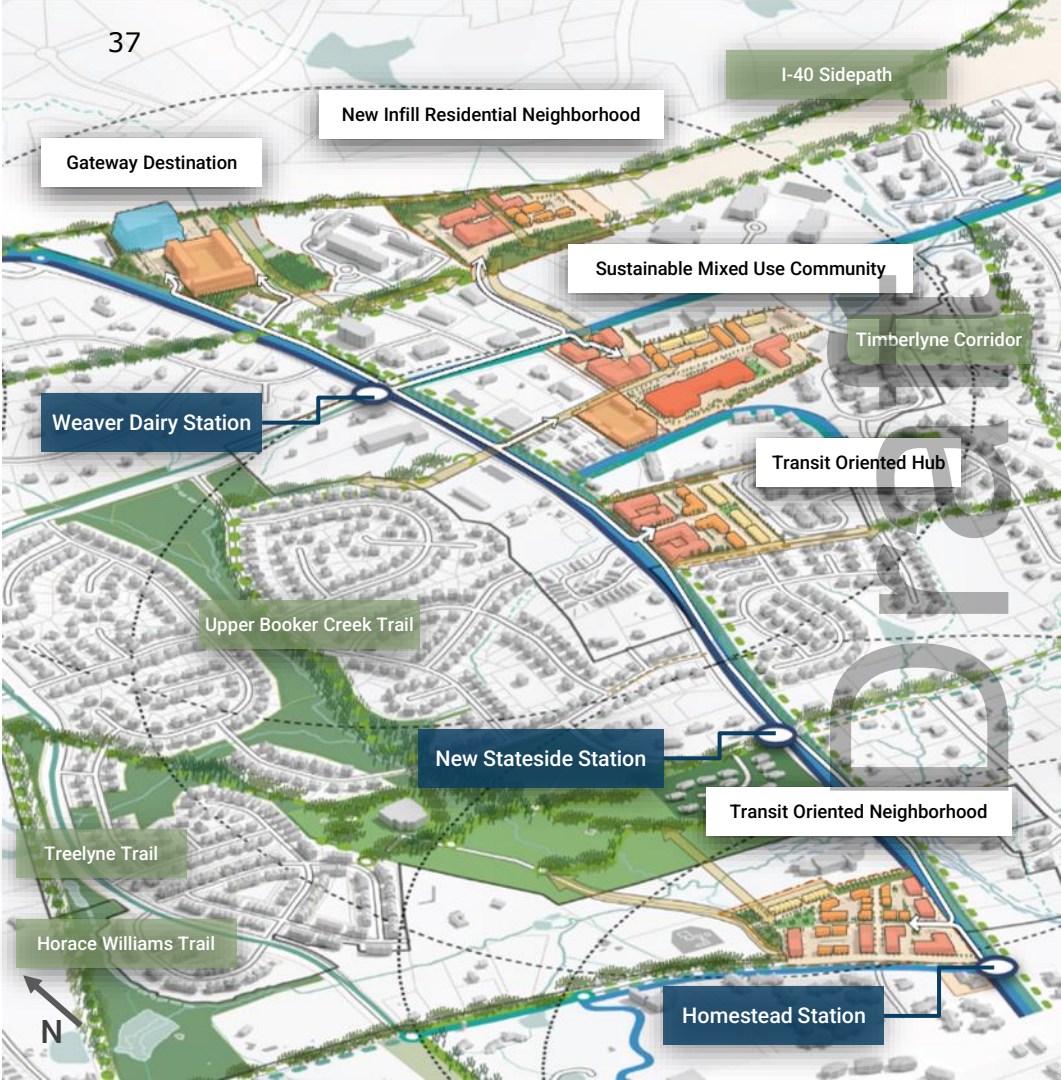 37
I-40 Sidepath
New Infill Residential Neighborhood
Gateway Destination
Sustainable Mixed Use Community
Timberlyne Corridor
Weaver Dairy Station
Transit Oriented Hub
Upper Booker Creek Trail
New Stateside Station
Transit Oriented Neighborhood
Treelyne Trail
Horace Williams Trail
N
Homestead Station
Draft